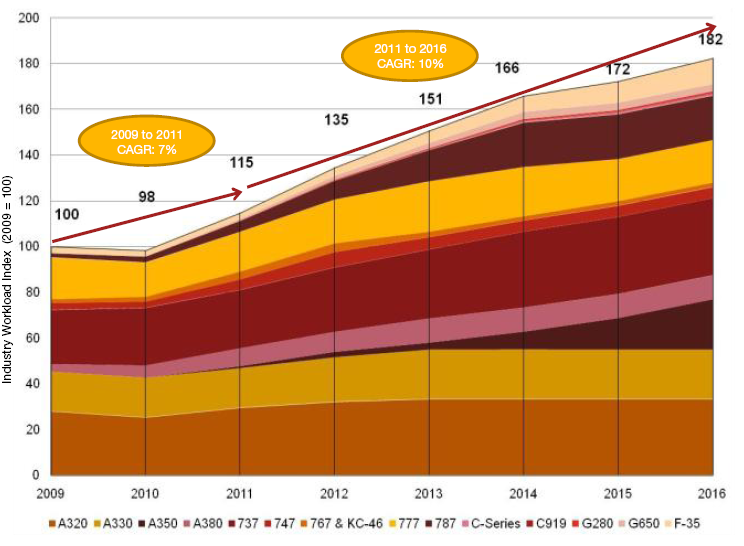 200
180
160
140
120
100
80
60
40
20
0
Industry Workload Index (2009 = 100)
2009 to 2011
CAGR: 7%
2011 to 2016
CAGR: 10%
100
98
115
135
151
166
172
182
2009 2010 2011 2012 2013 2014 2015 2016
A320 A330 A350 A380 737 747 767 & KC-46 777 787 C-Series C919 G280 G650 F-35